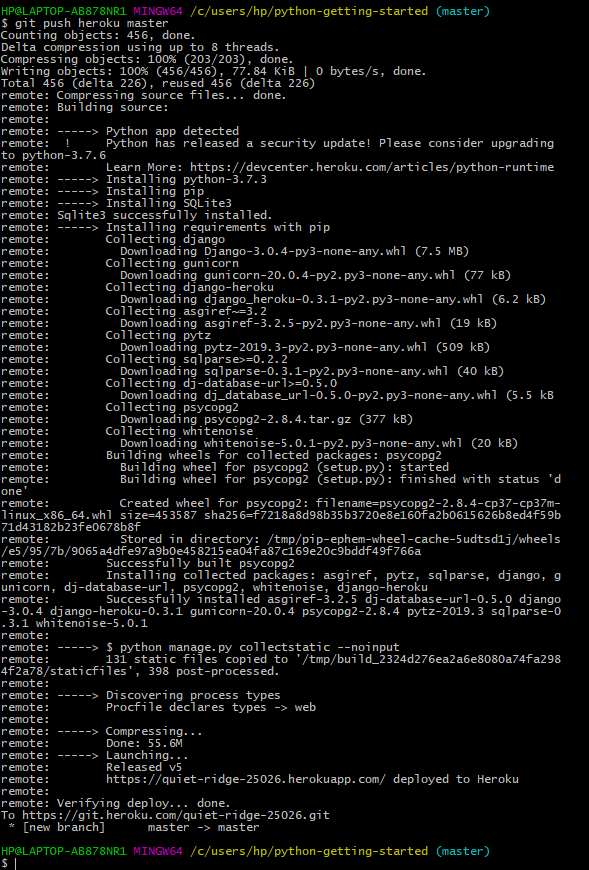 HP@LAPTOP-AB878NR1 MINGW64 /c/users/hp/python-getting-started (master)
$ git push heroku master
Counting objects: 456, done.
Delta compression using up to 8 threads.
Compressing objects: 100% (203/203), done.
Writing objects: 100% (456/456), 77.84 KiB | 0 bytes/s, done.
Total 456 (delta 226), reused 456 (delta 226)
remote: Compressing source files... done.
remote: Building source:
remote:
remote: -----> Python app detected
remote:  !     Python has released a security update! Please consider upgrading
to python-3.7.6
remote:        Learn More: https://devcenter.heroku.com/articles/python-runtime
remote: -----> Installing python-3.7.3
remote: -----> Installing pip
remote: -----> Installing SQLite3
remote: Sqlite3 successfully installed.
remote: -----> Installing requirements with pip
remote:        Collecting django
remote:          Downloading Django-3.0.4-py3-none-any.whl (7.5 MB)
remote:        Collecting gunicorn
remote:          Downloading gunicorn-20.0.4-py2.py3-none-any.whl (77 kB)
remote:        Collecting django-heroku
remote:          Downloading django_heroku-0.3.1-py2.py3-none-any.whl (6.2 kB)
remote:        Collecting asgiref~=3.2
remote:          Downloading asgiref-3.2.5-py2.py3-none-any.whl (19 kB)
remote:        Collecting pytz
remote:          Downloading pytz-2019.3-py2.py3-none-any.whl (509 kB)
remote:        Collecting sqlparse>=0.2.2
remote:          Downloading sqlparse-0.3.1-py2.py3-none-any.whl (40 kB)
remote:        Collecting dj-database-url>=0.5.0
remote:          Downloading dj_database_url-0.5.0-py2.py3-none-any.whl (5.5 kB
remote:        Collecting psycopg2
remote:          Downloading psycopg2-2.8.4.tar.gz (377 kB)
remote:        Collecting whitenoise
remote:          Downloading whitenoise-5.0.1-py2.py3-none-any.whl (20 kB)
remote:        Building wheels for collected packages: psycopg2
remote:          Building wheel for psycopg2 (setup.py): started
remote:          Building wheel for psycopg2 (setup.py): finished with status 'd
one'
remote:          Created wheel for psycopg2: filename=psycopg2-2.8.4-cp37-cp37m-
linux_x86_64.whl size=453587 sha256=f7218a8d98b35b3720e8e160fa2b0615626b8ed4f59b
71d43182b23fe0678b8f
remote:          Stored in directory: /tmp/pip-ephem-wheel-cache-5udtsd1j/wheels
/e5/95/7b/9065a4dfe97a9b0e458215ea04fa87c169e20c9bddf49f766a
remote:        Successfully built psycopg2
remote:        Installing collected packages: asgiref, pytz, sqlparse, django, g
unicorn, dj-database-url, psycopg2, whitenoise, django-heroku
remote:        Successfully installed asgiref-3.2.5 dj-database-url-0.5.0 django
-3.0.4 django-heroku-0.3.1 gunicorn-20.0.4 psycopg2-2.8.4 pytz-2019.3 sqlparse-0
.3.1 whitenoise-5.0.1
remote:
remote: -----> $ python manage.py collectstatic --noinput
remote:        131 static files copied to '/tmp/build_2324d276ea2a6e8080a74fa298
4f2a78/staticfiles', 398 post-processed.
remote:
remote: -----> Discovering process types
remote:        Procfile declares types -> web
remote:
remote: -----> Compressing...
remote:        Done: 55.6M
remote: -----> Launching...
remote:        Released v5
remote:        https://quiet-ridge-25026.herokuapp.com/ deployed to Heroku
remote:
remote: Verifying deploy... done.
To https://git.heroku.com/quiet-ridge-25026.git
 * [new branch]      master -> master
HP@LAPTOP-AB878NR1 MINGW64 /c/users/hp/python-getting-started (master)
$